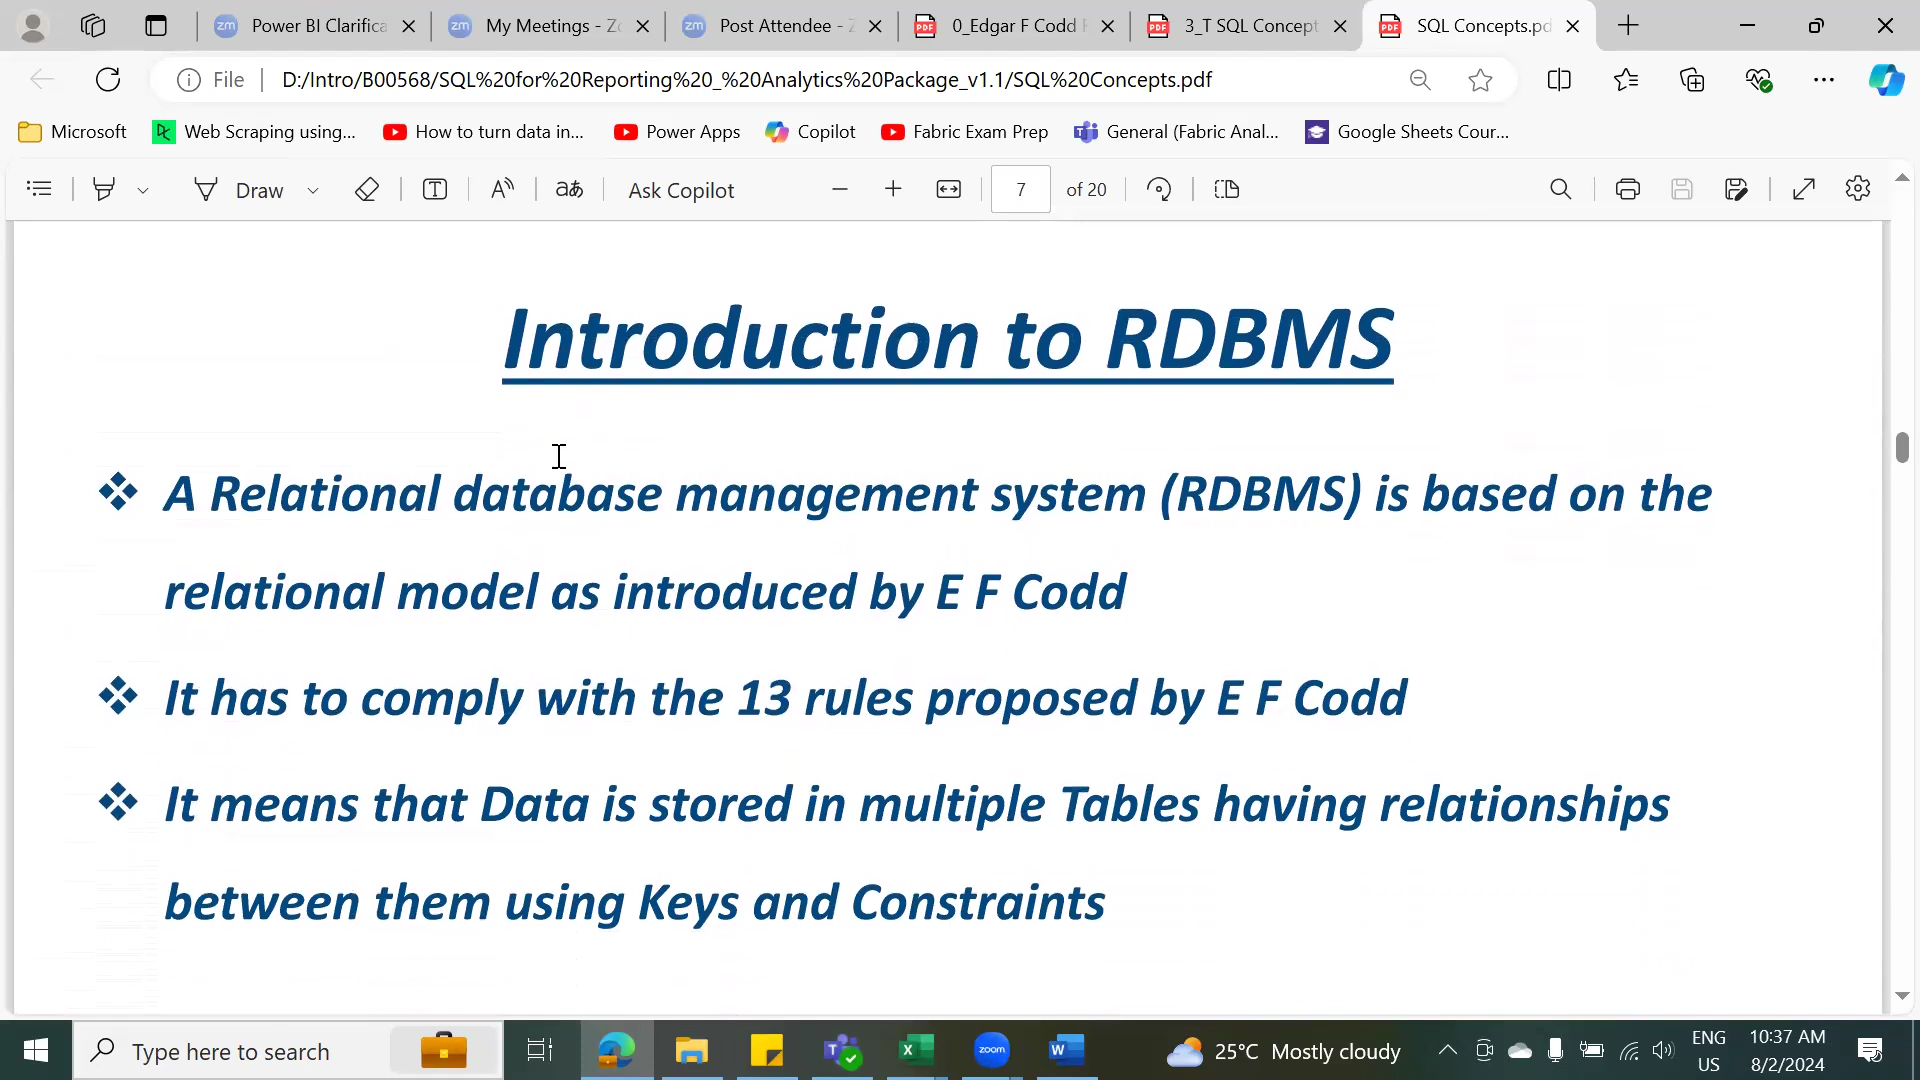 Power BI Clarifica
My Meetings - Zo
Post Attendee - Z
0_Edgar F Codd R
3_T SQL Concept
SQL Concepts.pd
File
D:/Intro/B00568/SQL%20for%20Reporting%20_%20Analytics%20Package_v1.1/SQL%20Concepts.pdf
Microsoft
Web Scraping using...
How to turn data in...
Power Apps
Copilot
Fabric Exam Prep
General (Fabric Anal...
Google Sheets Cour...
Draw
Ask Copilot
7 of 20
Introduction to RDBMS
A Relational database management system (RDBMS) is based on the
relational model as introduced by E F Codd
It has to comply with the 13 rules proposed by E F Codd
It means that Data is stored in multiple Tables having relationships
between them using Keys and Constraints
Type here to search
zoom
25°C Mostly cloudy
ENG
US
10:37 AM
8/2/2024